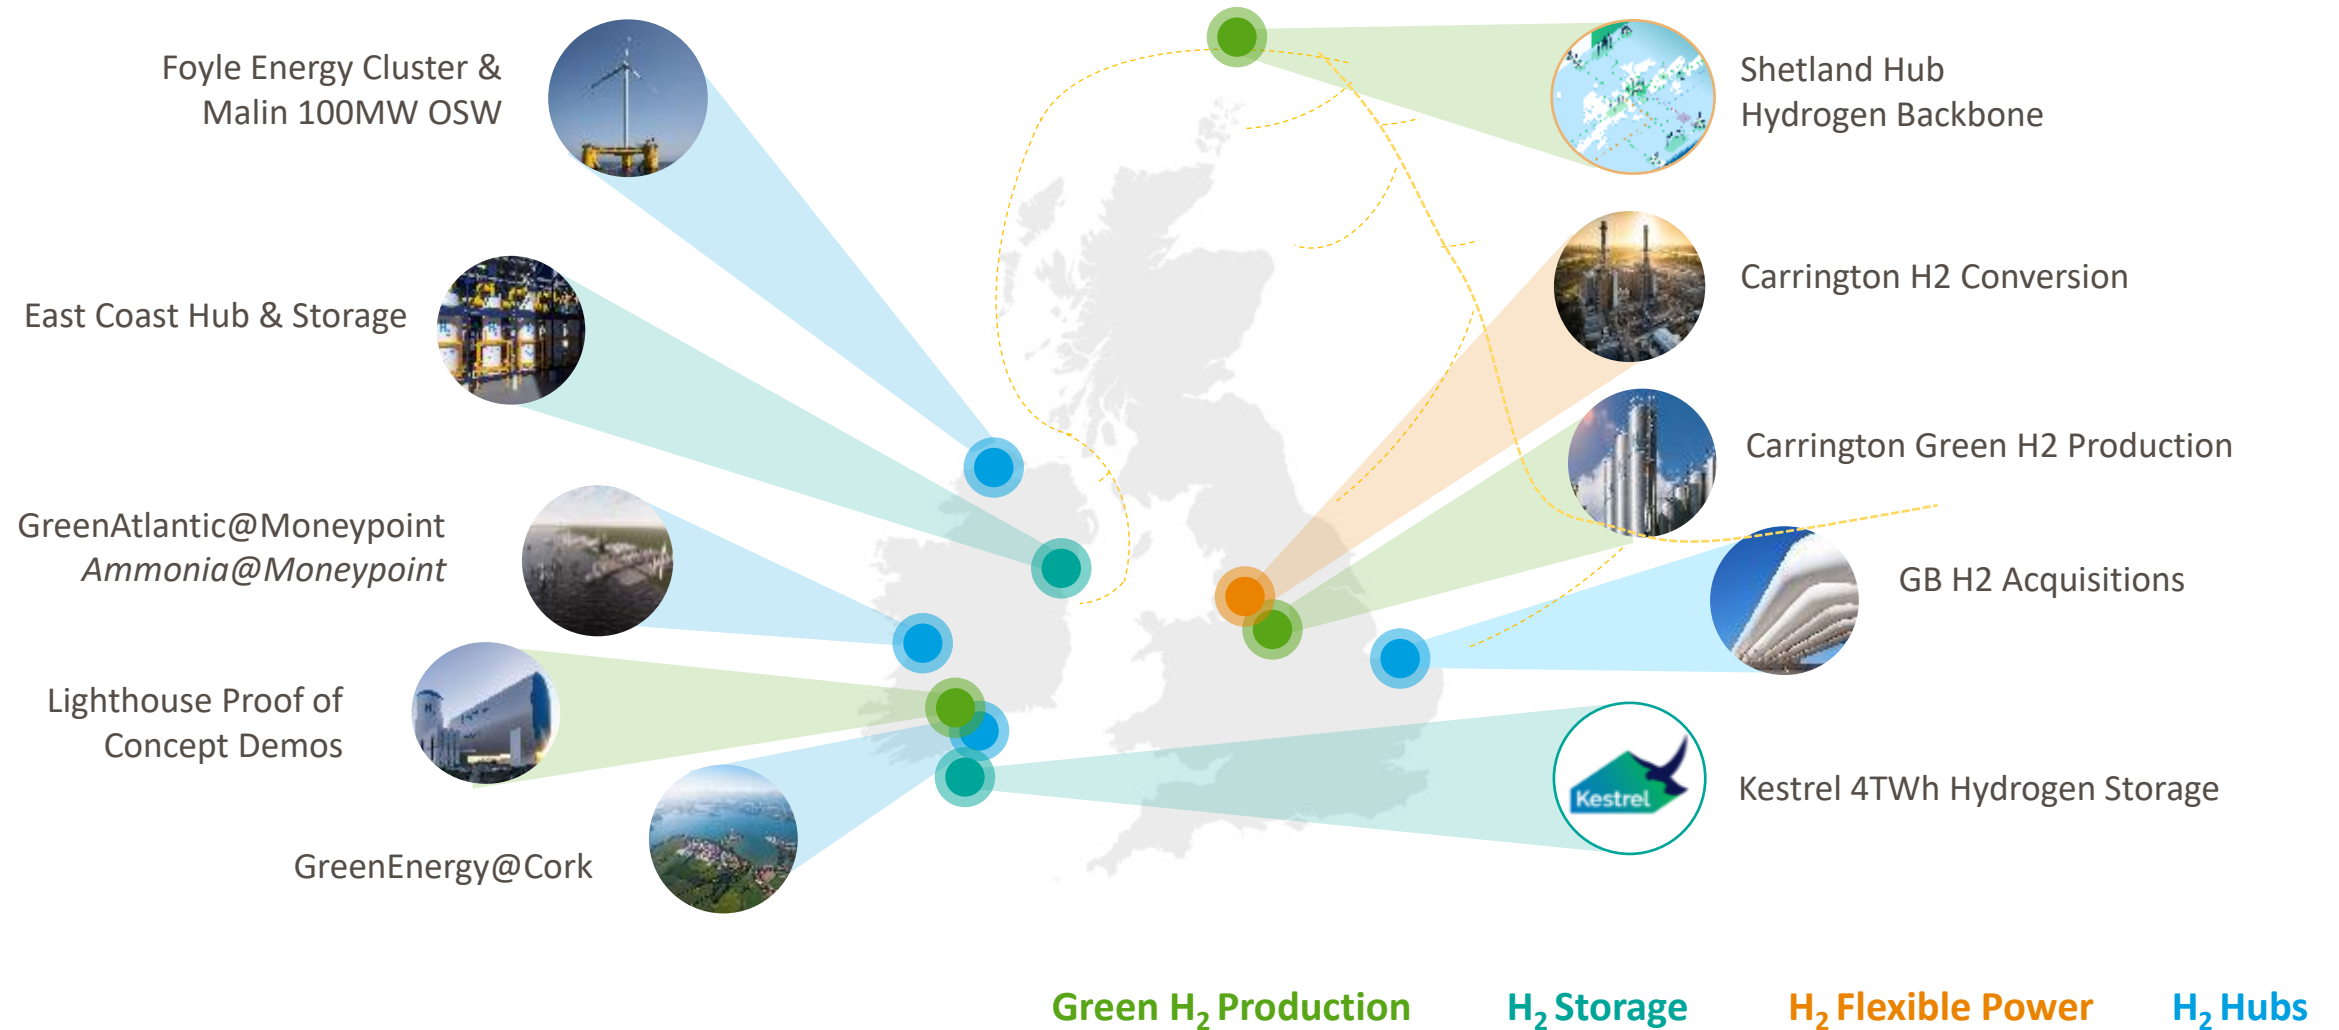 Foyle Energy Cluster &
Malin 100MW OSW
East Coast Hub & Storage
GreenAtlantic@Moneypoint
Ammonia@Moneypoint
Lighthouse Proof of
Concept Demos
GreenEnergy@Cork
Shetland Hub
Hydrogen Backbone
Carrington H2 Conversion
Carrington Green H2 Production
GB H2 Acquisitions
Kestrel
Kestrel 4TWh Hydrogen Storage
Green H₂ Production
H₂ Storage
H₂ Flexible Power
H₂ Hubs